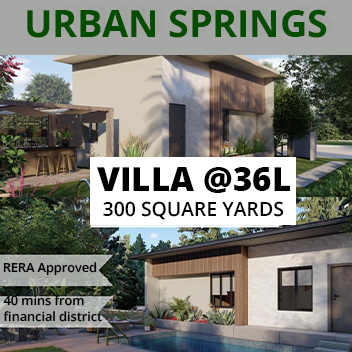 URBAN SPRINGS
VILLA @36L
300 SQUARE YARDS
RERA Approved
40 mins from
financial district